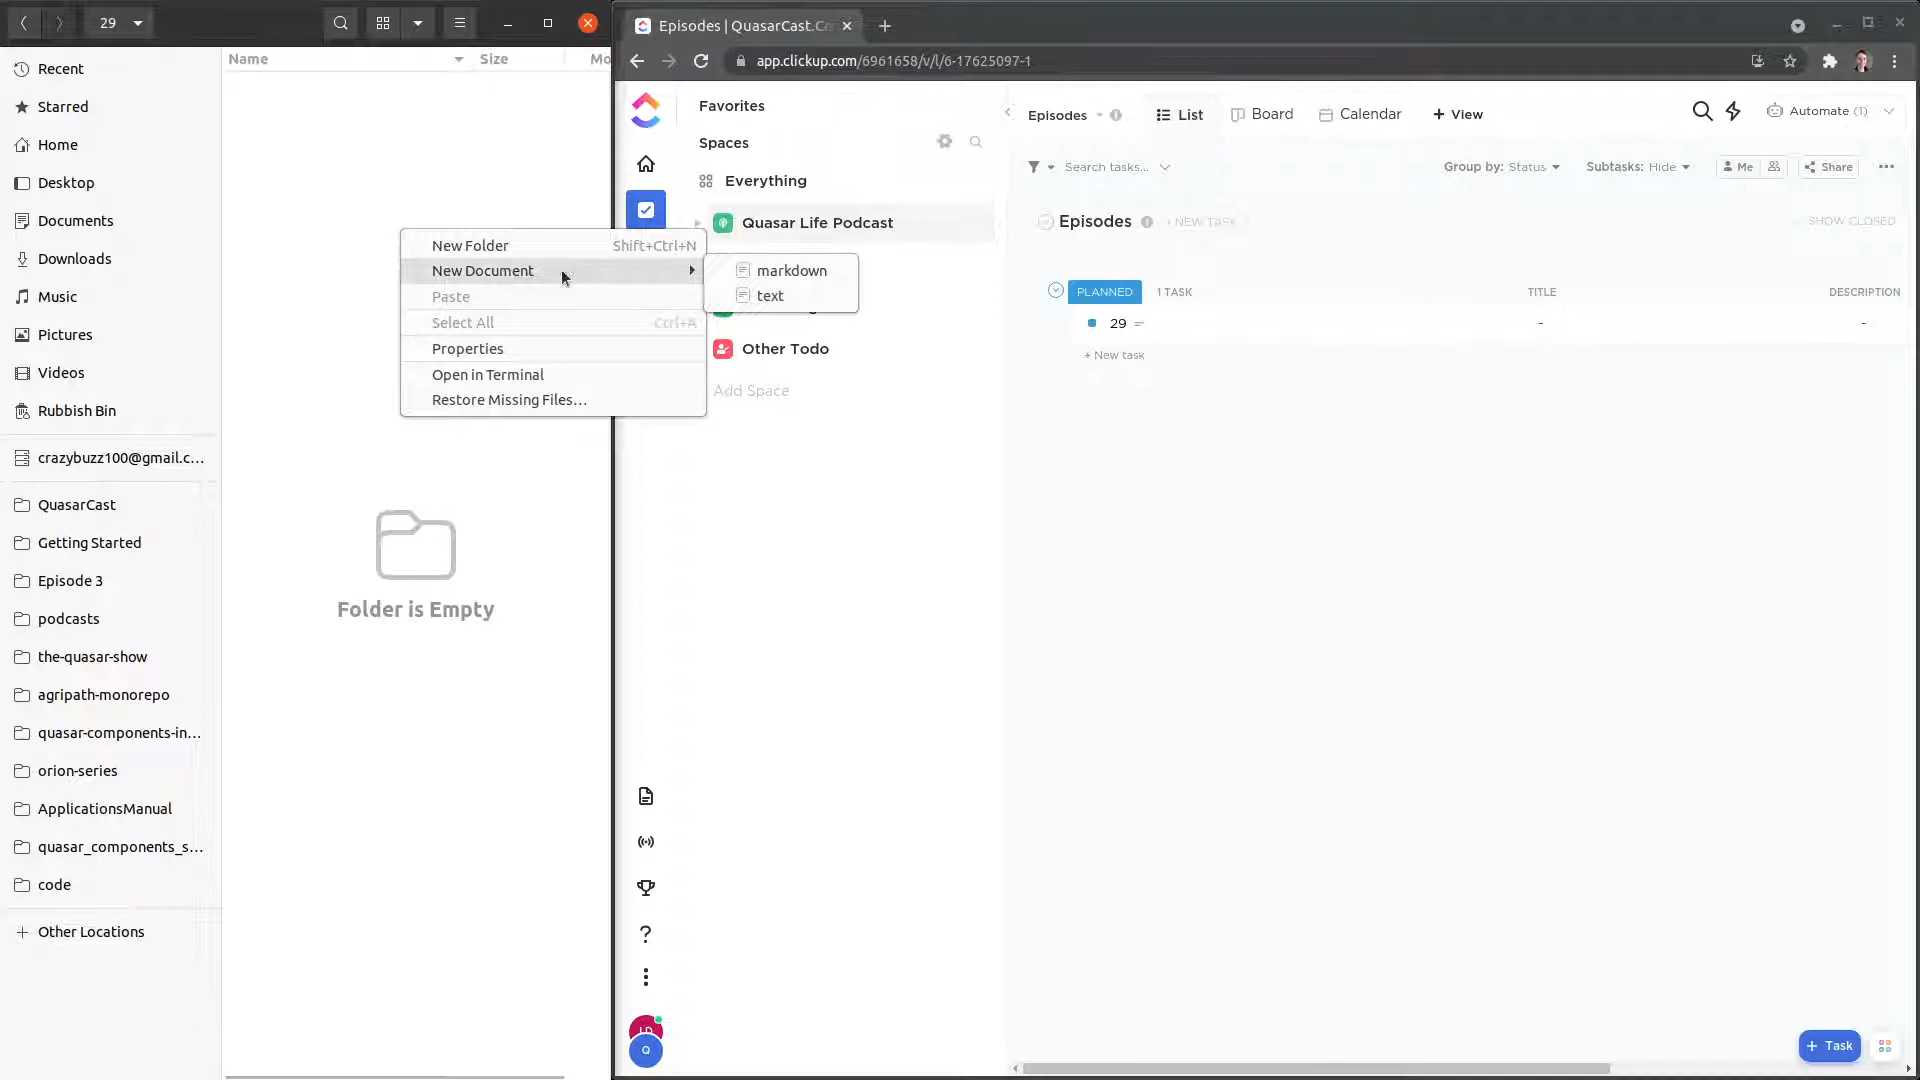 29
Name
Size
Mo
Recent
Starred
Home
Desktop
Documents
Downloads
Music
Pictures
Videos
Rubbish Bin
crazybuzz100@gmail.c...
QuasarCast
Getting Started
Episode 3
podcasts
the-quasar-show
agripath-monorepo
quasar-components-in...
orion-series
ApplicationsManual
quasar_components_s...
code
Other Locations
Folder is Empty
New Folder Shift+Ctrl+N
New Document
Paste
Select All Ctrl+A
Properties
Open in Terminal
Restore Missing Files...
markdown
text
Episodes | QuasarCast.C
app.clickup.com/6961658/v/l/6-17625097-1
Favorites
Spaces
Everything
Quasar Life Podcast
Other Todo
Add Space
Episodes
List
Board
Calendar
+ View
Automate (1)
Search tasks...
Group by: Status
Subtasks: Hide
Me
Share
Episodes
+ NEW TASK
SHOW CLOSED
PLANNED
1 TASK
TITLE
DESCRIPTION
29
-
-
+ New task
?
Q
+ Task